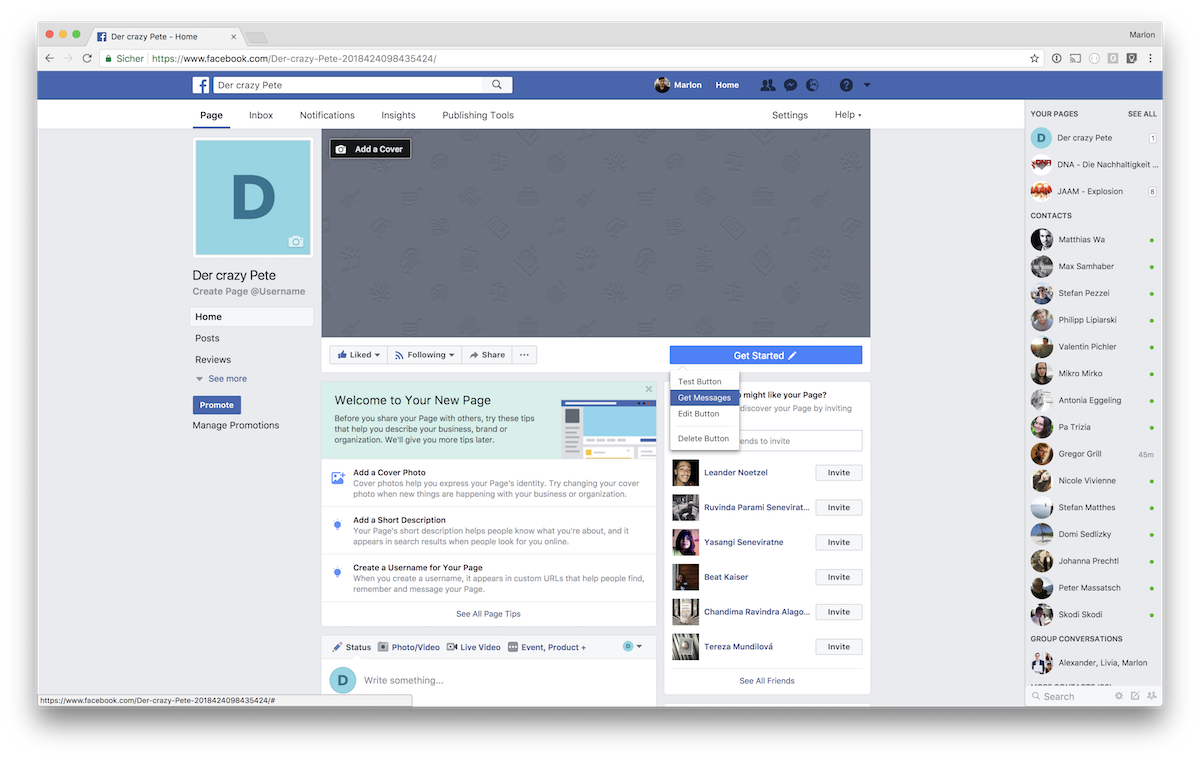 Der crazy Pete - Home
Marlon
Sicher
https://www.facebook.com/Der-crazy-Pete-2018424098435424/
Der crazy Pete
Marlon
Home
Page
Inbox
Notifications
Insights
Publishing Tools
Settings
Help
D
Der crazy Pete
Create Page @Username
Home
Posts
Reviews
See more
Promote
Manage Promotions
Add a Cover
Liked
Following
Share
Get Started
Test Button
Get Messages
Edit Button
Delete Button
Welcome to Your New Page
Before you share your Page with others, try these tips
that help you describe your business, brand or
organization. We'll give you more tips later.
Add a Cover Photo
Cover photos help you express your Page's identity. Try changing your cover
photo when new things are happening with your business or organization.
Add a Short Description
Your Page's short description helps people know what you're about, and it
appears in search results when people look for you online.
Create a Username for Your Page
When you create a username, it appears in custom URLs that help people find,
remember and message your Page.
See All Page Tips
Status
Photo/Video
Live Video
Event, Product +
D
D
Write something...
might like your Page?
discover your Page by inviting
ends to invite
Leander Noetzel
Invite
Ruvinda Parami Senevirat...
Invite
Yasangi Seneviratne
Invite
Beat Kaiser
Invite
Chandima Ravindra Alago...
Invite
Tereza Mundilová
Invite
See All Friends
YOUR PAGES
SEE ALL
D
Der crazy Pete
1
DNA - Die Nachhaltigkeit ...
JAAM - Explosion
8
CONTACTS
Matthias Wa
Max Samhaber
Stefan Pezzei
Philipp Lipiarski
Valentin Pichler
Mikro Mirko
Antonia Eggeling
Pa Trizia
Gregor Grill
45m
Nicole Vivienne
Stefan Matthes
Domi Sedlizky
Johanna Prechtl
Peter Massatsch
Skodi Skodi
GROUP CONVERSATIONS
Alexander, Livia, Marlon
Search
https://www.facebook.com/Der-crazy-Pete-2018424098435424/#